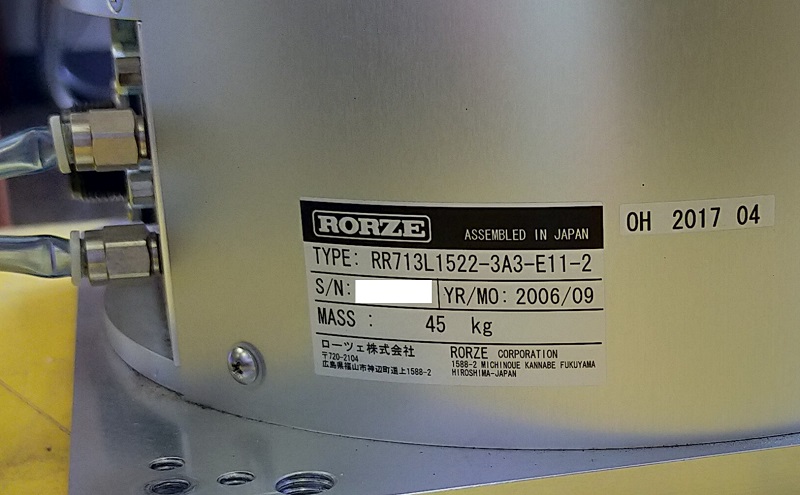 RORZE ASSEMBLED IN JAPAN
TYPE: RR713L1522-3A3-E11-2
S/N: YR/MO: 2006/09
MASS : 45 kg
ローツェ株式会社
〒720-2104
広島県福山市神辺町道上1588-2
RORZE CORPORATION
1588-2 MICHINOUE KANNABE FUKUYAMA
HIROSHIMA-JAPAN
OH 2017 04